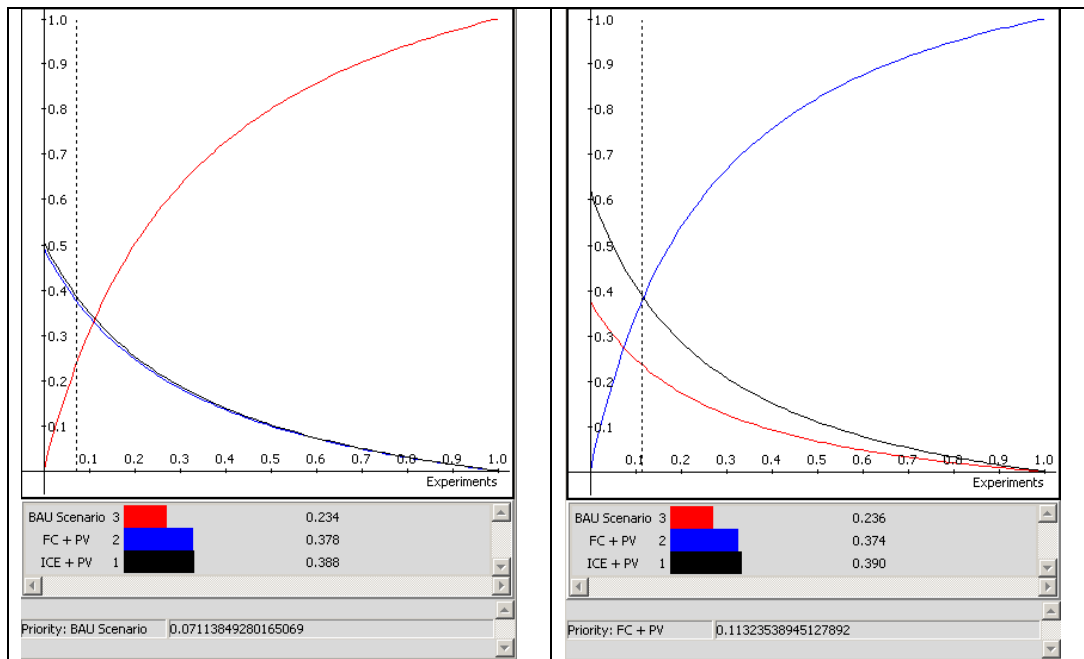 1.0
0.9
0.8
0.7
0.6
0.5
0.4
0.3
0.2
0.1
0.1 0.2 0.3 0.4 0.5 0.6 0.7 0.8 0.9 1.0
Experiments
BAU Scenario 3 0.234
FC + PV 2 0.378
ICE + PV 1 0.388
Priority: BAU Scenario 0.07113849280165069
1.0
0.9
0.8
0.7
0.6
0.5
0.4
0.3
0.2
0.1
0.1 0.2 0.3 0.4 0.5 0.6 0.7 0.8 0.9 1.0
Experiments
BAU Scenario 3 0.236
FC + PV 2 0.374
ICE + PV 1 0.390
Priority: FC + PV 0.11323538945127892